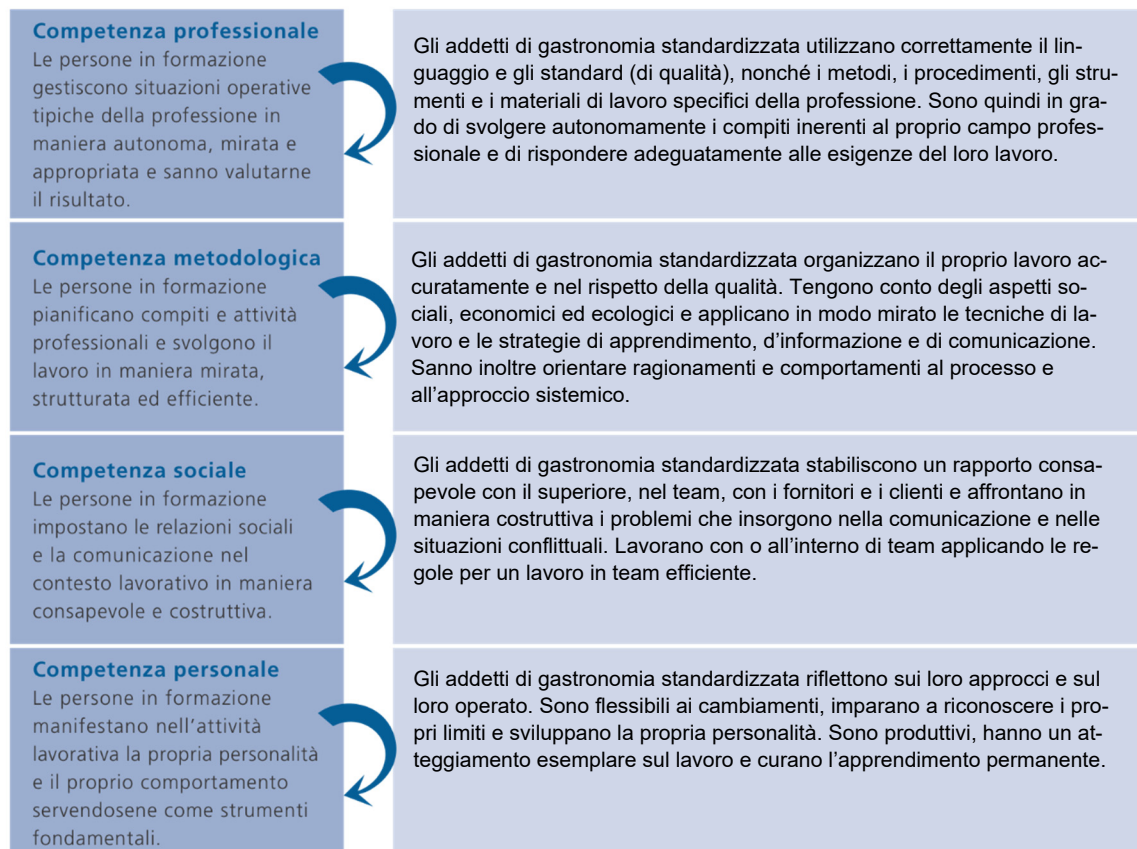 Competenza professionale
Le persone in formazione
gestiscono situazioni operative
tipiche della professione in
maniera autonoma, mirata e
appropriata e sanno valutarne
il risultato.
Gli addetti di gastronomia standardizzata utilizzano correttamente il lin-
guaggio e gli standard (di qualità), nonché i metodi, i procedimenti, gli stru-
menti e i materiali di lavoro specifici della professione. Sono quindi in gra-
do di svolgere autonomamente i compiti inerenti al proprio campo profes-
sionale e di rispondere adeguatamente alle esigenze del loro lavoro.
Competenza metodologica
Le persone in formazione
pianificano compiti e attività
professionali e svolgono il
lavoro in maniera mirata,
strutturata ed efficiente.
Gli addetti di gastronomia standardizzata organizzano il proprio lavoro ac-
curatamente e nel rispetto della qualità. Tengono conto degli aspetti so-
ciali, economici ed ecologici e applicano in modo mirato le tecniche di la-
voro e le strategie di apprendimento, d’informazione e di comunicazione.
Sanno inoltre orientare ragionamenti e comportamenti al processo e
all’approccio sistemico.
Competenza sociale
Le persone in formazione
impostano le relazioni sociali
e la comunicazione nel
contesto lavorativo in maniera
consapevole e costruttiva.
Gli addetti di gastronomia standardizzata stabiliscono un rapporto consa-
pevole con il superiore, nel team, con i fornitori e i clienti e affrontano in
maniera costruttiva i problemi che insorgono nella comunicazione e nelle
situazioni conflittuali. Lavorano con o all’interno di team applicando le re-
gole per un lavoro in team efficiente.
Competenza personale
Le persone in formazione
manifestano nell’attività
lavorativa la propria personalità
e il proprio comportamento
servendosene come strumenti
fondamentali.
Gli addetti di gastronomia standardizzata riflettono sui loro approcci e sul
loro operato. Sono flessibili ai cambiamenti, imparano a riconoscere i pro-
pri limiti e sviluppano la propria personalità. Sono produttivi, hanno un at-
teggiamento esemplare sul lavoro e curano l’apprendimento permanente.